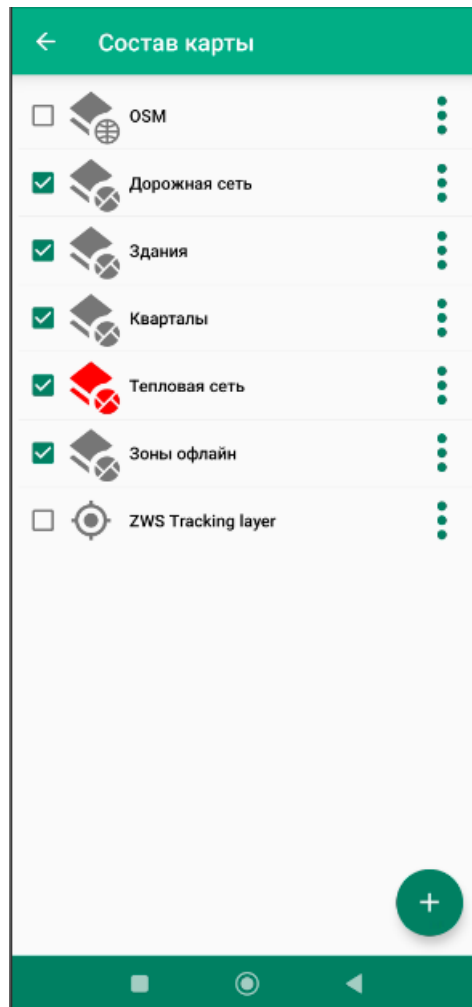 Состав карты
OSM
Дорожная сеть
Здания
Кварталы
Тепловая сеть
Зоны офлайн
ZWS Tracking layer